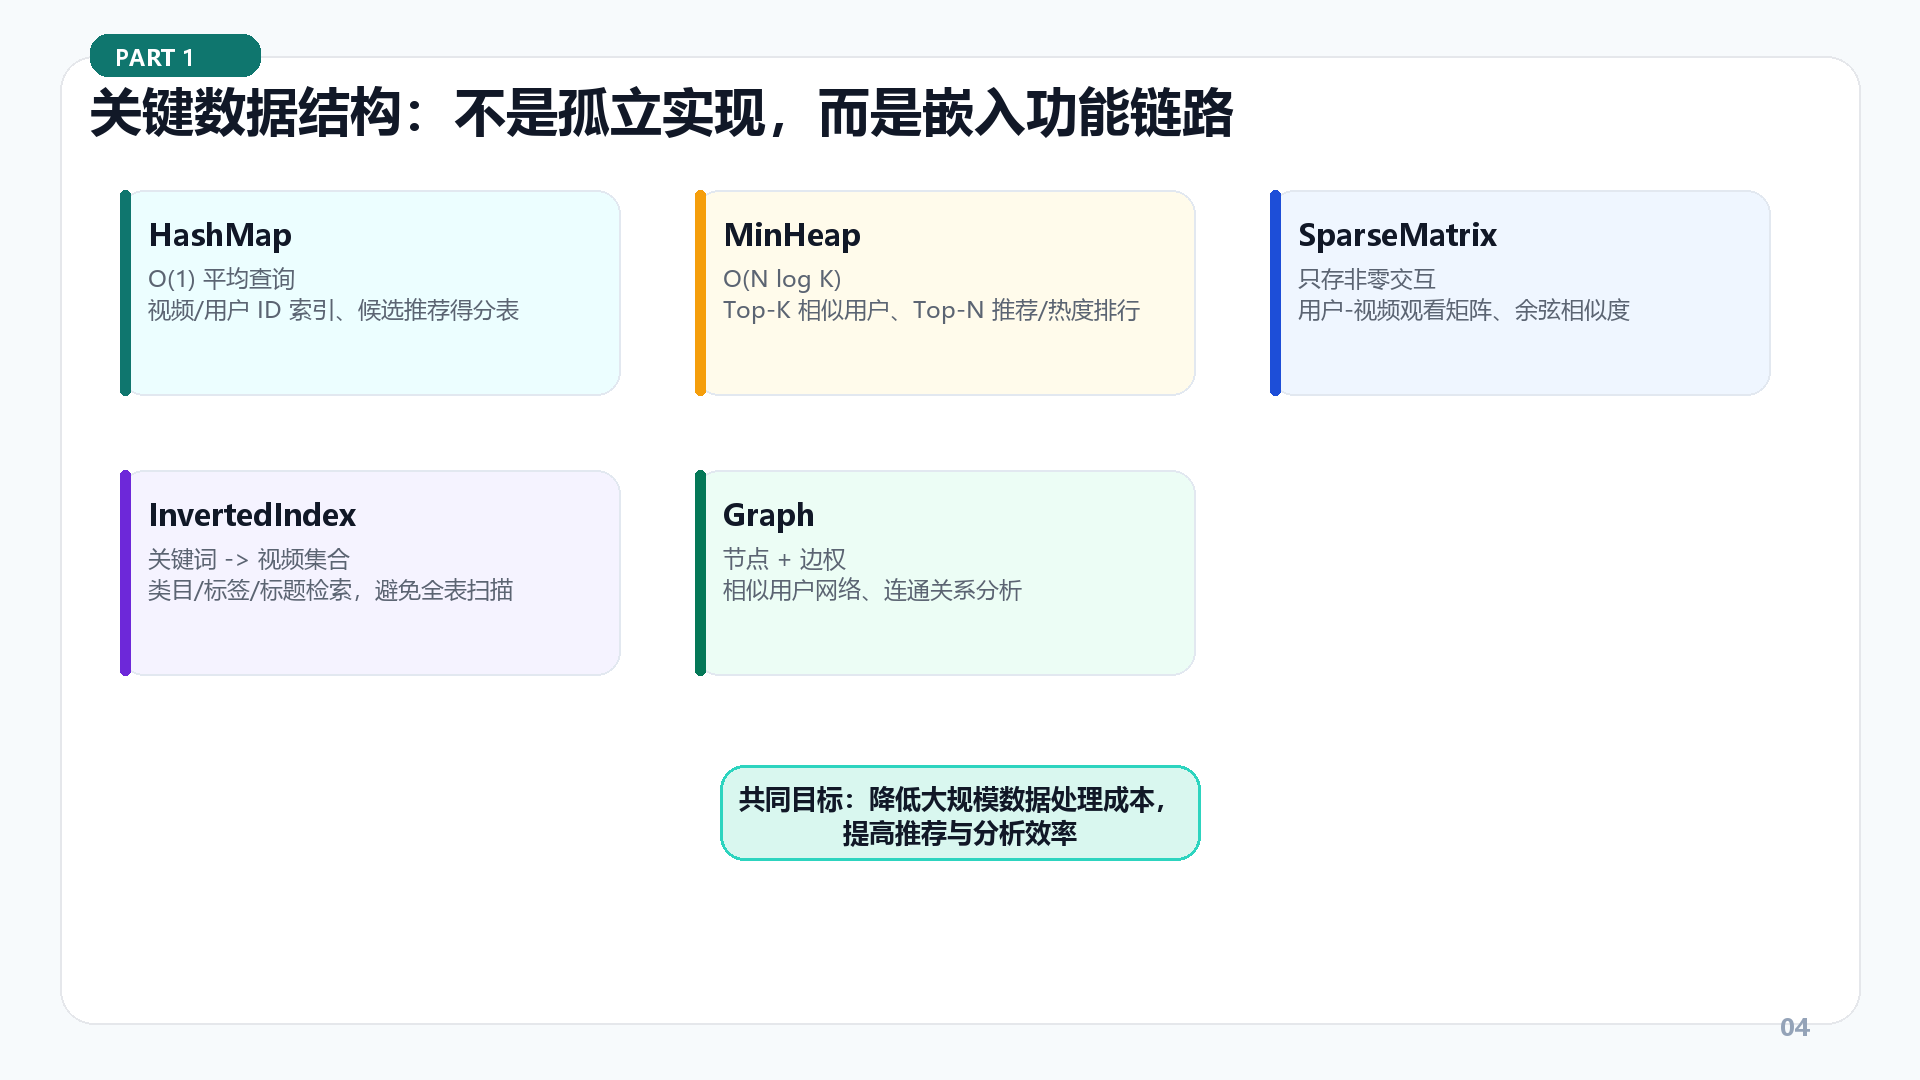 PART 1
关键数据结构：不是孤立实现，而是嵌入功能链路
HashMap
O(1) 平均查询
视频/用户 ID 索引、候选推荐得分表
MinHeap
O(N log K)
Top-K 相似用户、Top-N 推荐/热度排行
SparseMatrix
只存非零交互
用户-视频观看矩阵、余弦相似度
InvertedIndex
关键词 -> 视频集合
类目/标签/标题检索，避免全表扫描
Graph
节点 + 边权
相似用户网络、连通关系分析
共同目标：降低大规模数据处理成本，
提高推荐与分析效率
04